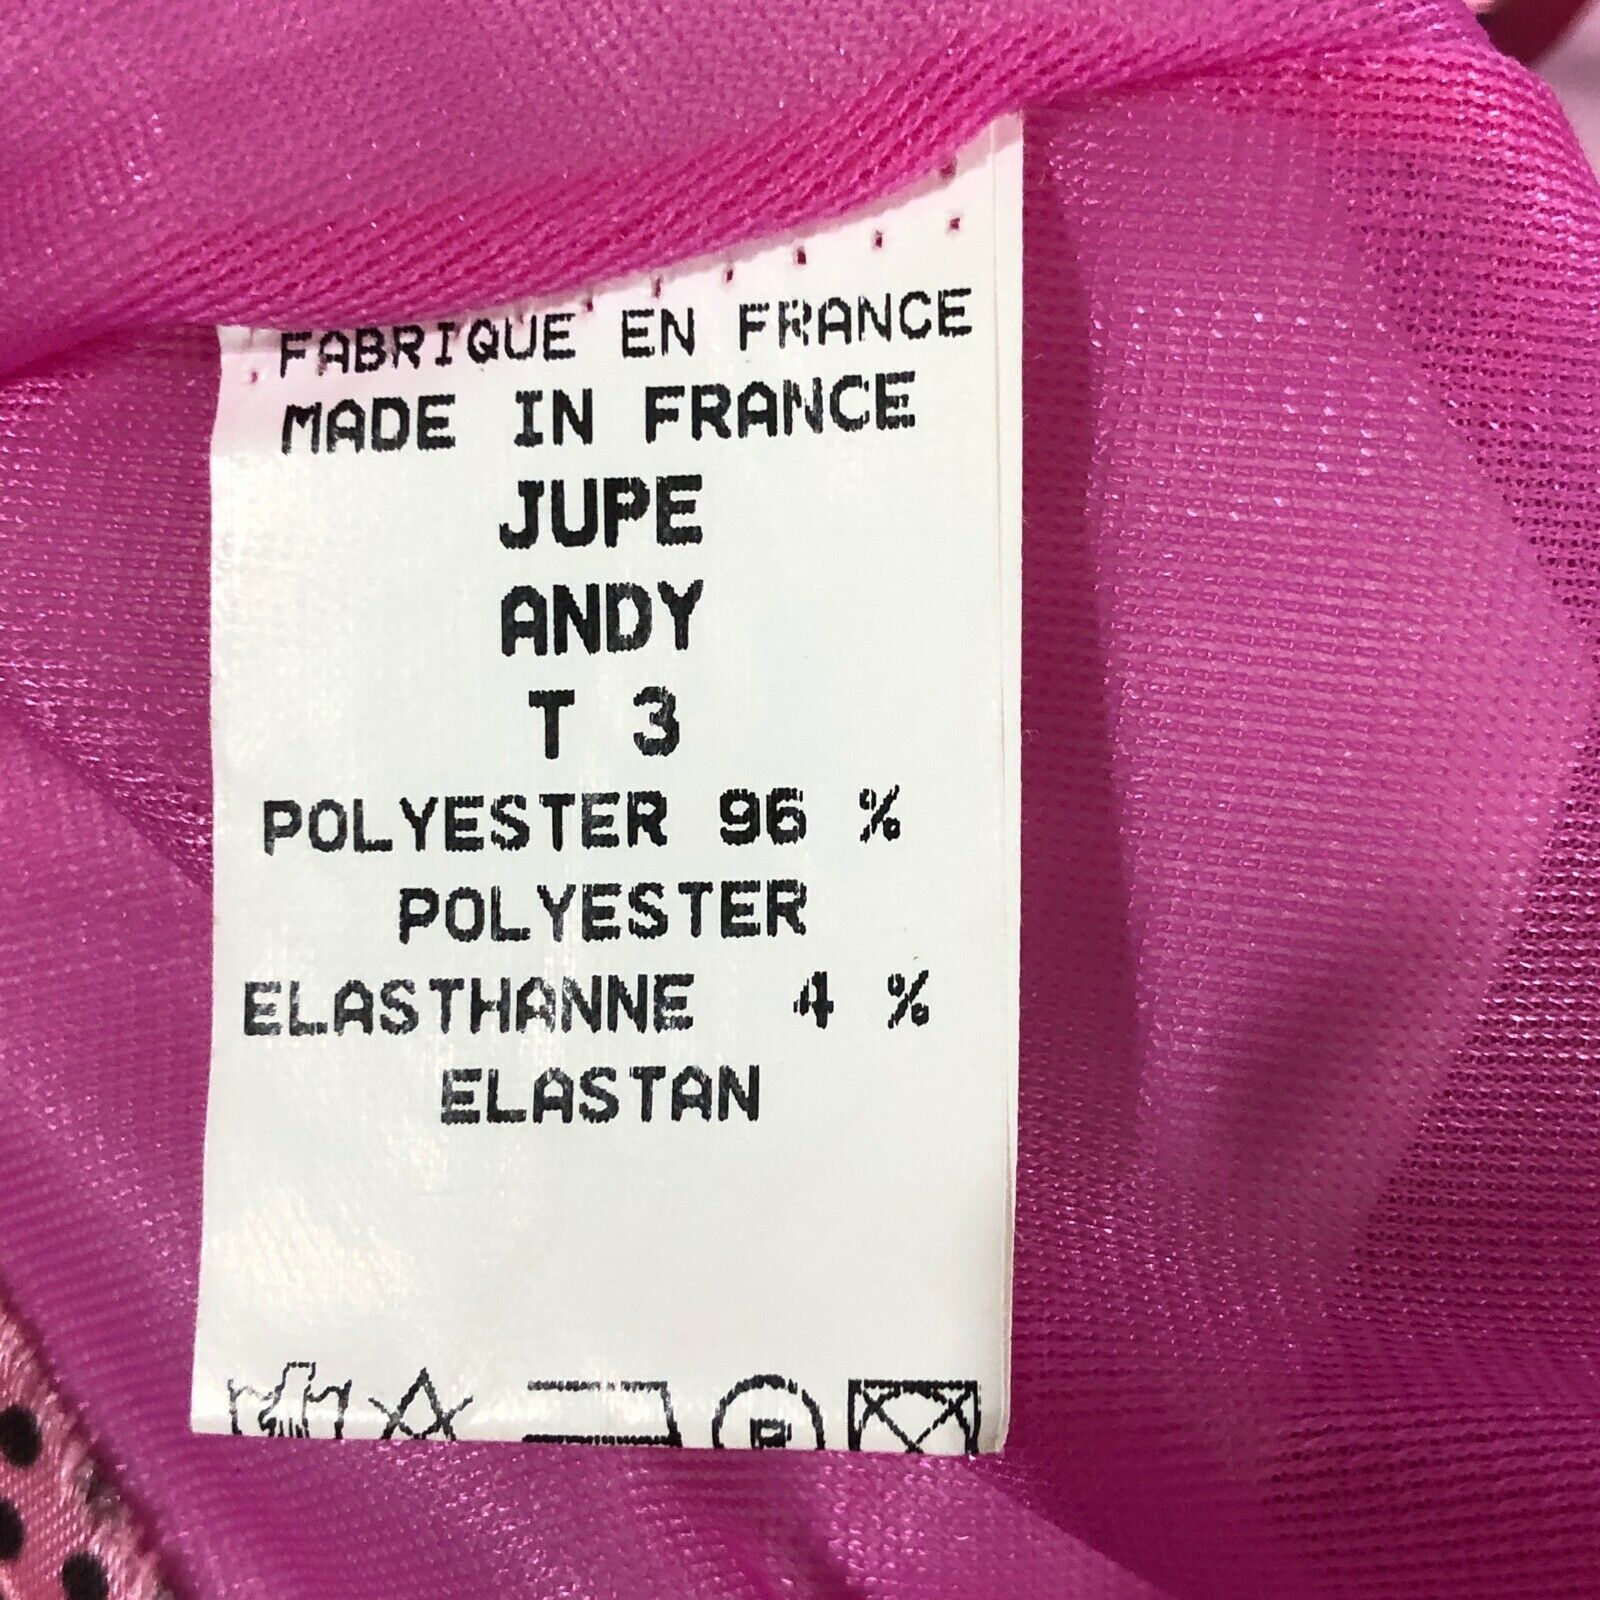 FABRIQUE EN FRANCE
MADE IN FRANCE
JUPE
ANDY
T 3
POLYESTER 96 %
POLYESTER
ELASTHANNE 4 %
ELASTAN
P